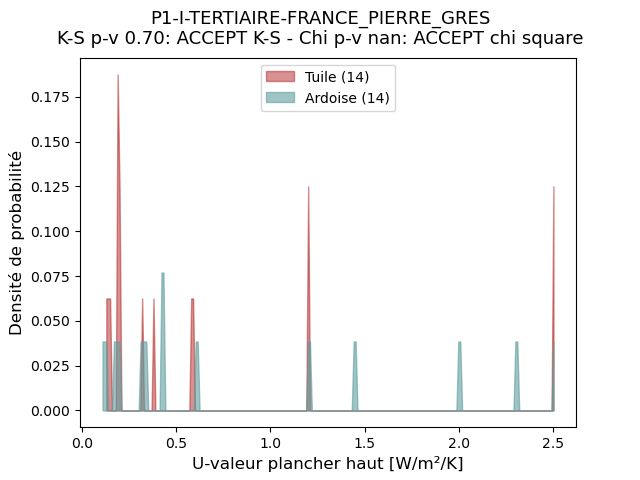 P1-I-TERTIAIRE-FRANCE_PIERRE_GRES
K-S p-v 0.70: ACCEPT K-S - Chi p-v nan: ACCEPT chi square
Tuile (14)
Ardoise (14)
Densité de probabilité
0.175
0.150
0.125
0.100
0.075
0.050
0.025
0.000
0.0 0.5 1.0 1.5 2.0 2.5
U-valeur plancher haut [W/m²/K]